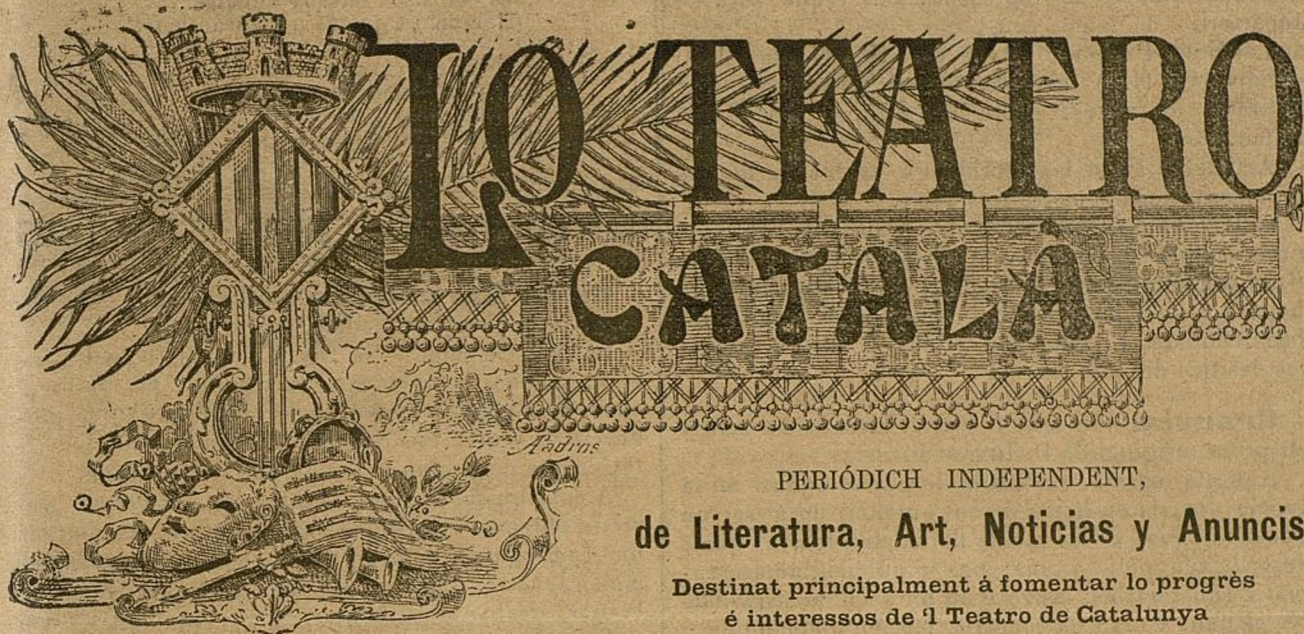 LO TEATRO
CATALÀ
Padros
PERIÓDICH INDEPENDENT,
de Literatura, Art, Noticias y Anuncis
Destinat principalment á fomentar lo progrès
é interessos de 'l Teatro de Catalunya